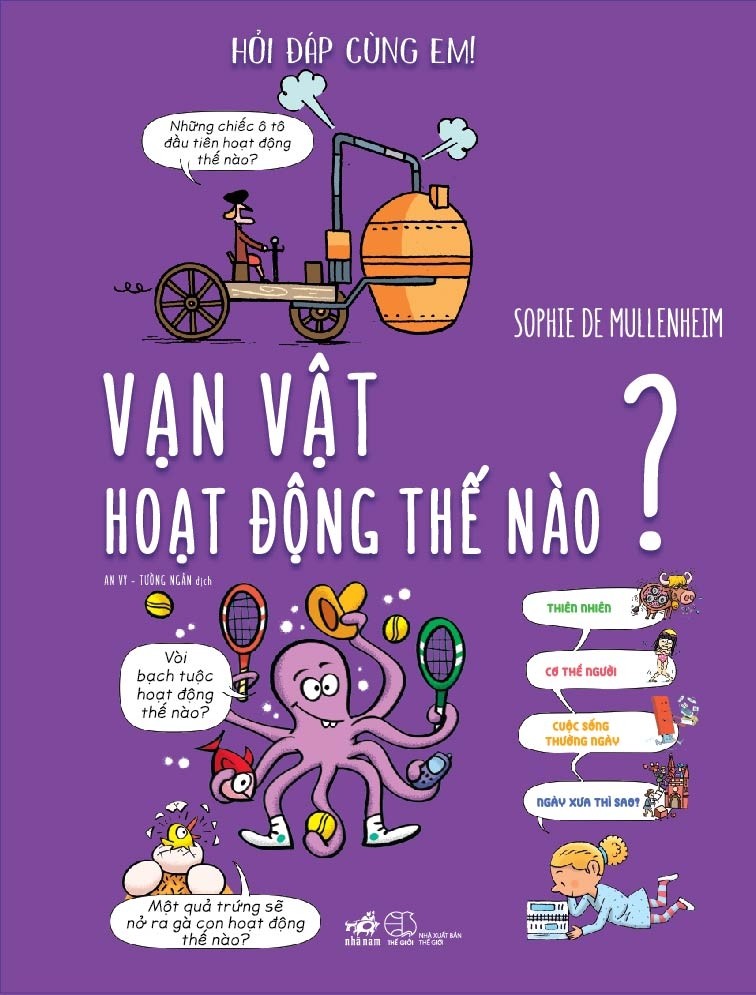 HỎI ĐÁP CÙNG EM!
Những chiếc ô tô
đầu tiên hoạt động
thế nào?
SOPHIE DE MULLENHEIM
VẠN VẬT
HOẠT ĐỘNG THẾ NÀO ?
AN VY - TƯỜNG NGÂN dịch
Vòi
bạch tuộc
hoạt động
thế nào?
THIÊN NHIÊN
CƠ THỂ NGƯỜI
CUỘC SỐNG
THƯỜNG NGÀY
NGÀY XƯA THÌ SAO?
Một quả trứng sẽ
nở ra gà con hoạt động
thế nào?
nhã nam
THẾ GIỚI
NHÀ XUẤT BẢN
THẾ GIỚI